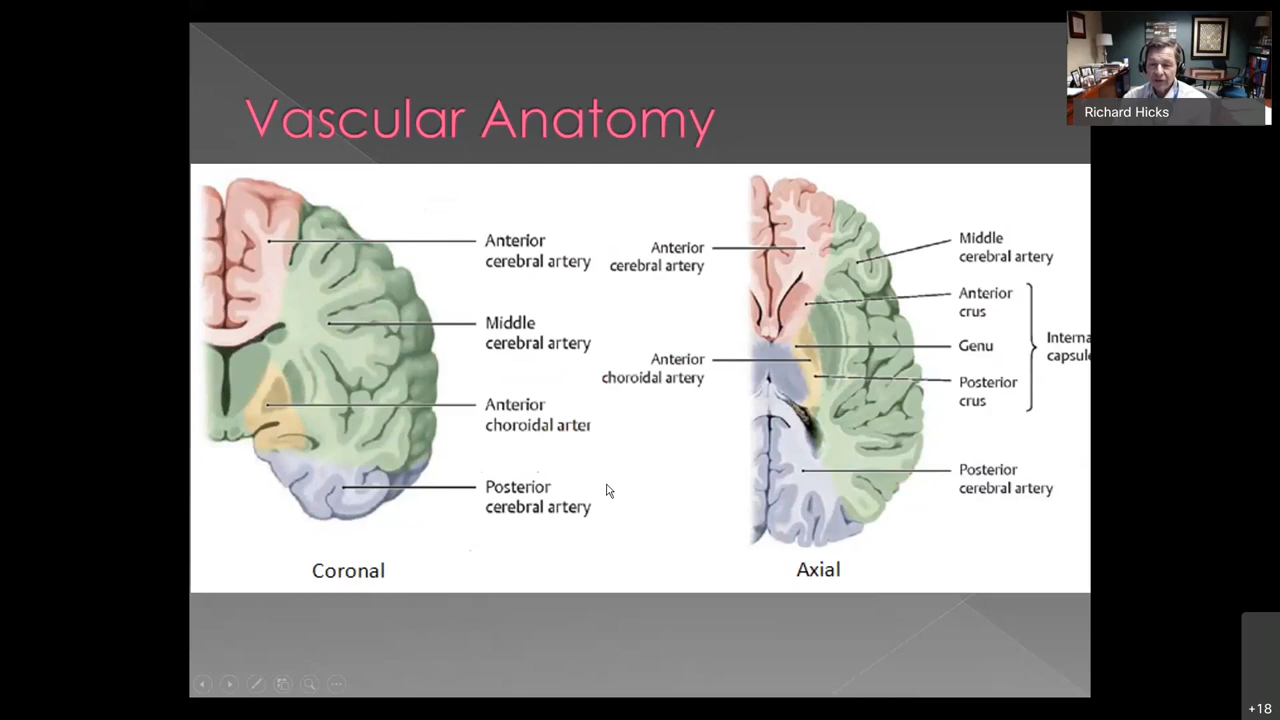 Vascular Anatomy
Richard Hicks
Anterior
cerebral artery
Middle
cerebral artery
Anterior
choroidal arter
Posterior
cerebral artery
Coronal
Anterior
cerebral artery
Anterior
choroidal artery
Middle
cerebral artery
Anterior
crus
Genu
Posterior
crus
Interna
capsule
Posterior
cerebral artery
Axial
+18